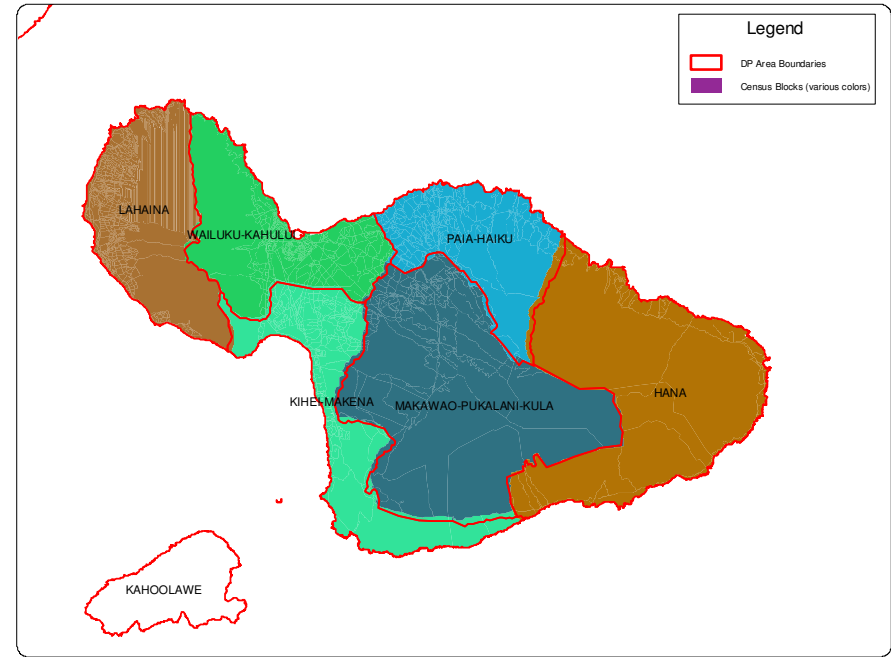 Legend
DP Area Boundaries
Census Blocks (various colors)
LAHAINA
WAILUKU-KAHULUI
PAIA-HAIKU
KIHEI-MAKENA
MAKAWAO-PUKALANI-KULA
HANA
KAHOOLAWE